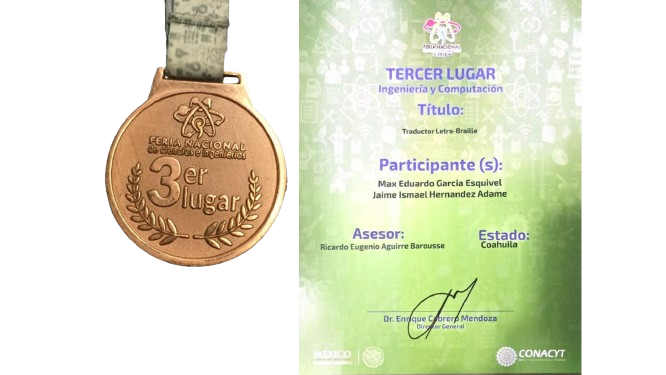 FERIA NACIONAL
de ciencias e ingenierías
3er
lugar
FERIA NACIONAL
TERCER LUGAR
Ingeniería y Computación
Título:
Traductor Letra-Braille
Participante (s):
Max Eduardo Garcia Esquivel
Jaime Ismael Hernandez Adame
Asesor:
Ricardo Eugenio Aguirre Barousse
Estado:
Coahuila
Dr. Enrique Cabrero Mendoza
Director General
MÉXICO
CONACYT